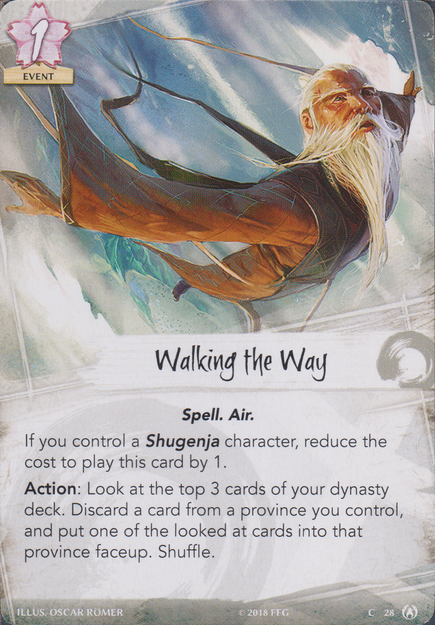 1
EVENT
Walking the Way
Spell. Air.
If you control a Shugenja character, reduce the
cost to play this card by 1.
Action: Look at the top 3 cards of your dynasty
deck. Discard a card from a province you control,
and put one of the looked at cards into that
province faceup. Shuffle.
ILLUS. OSCAR RÖMER © 2018 FFG C 28